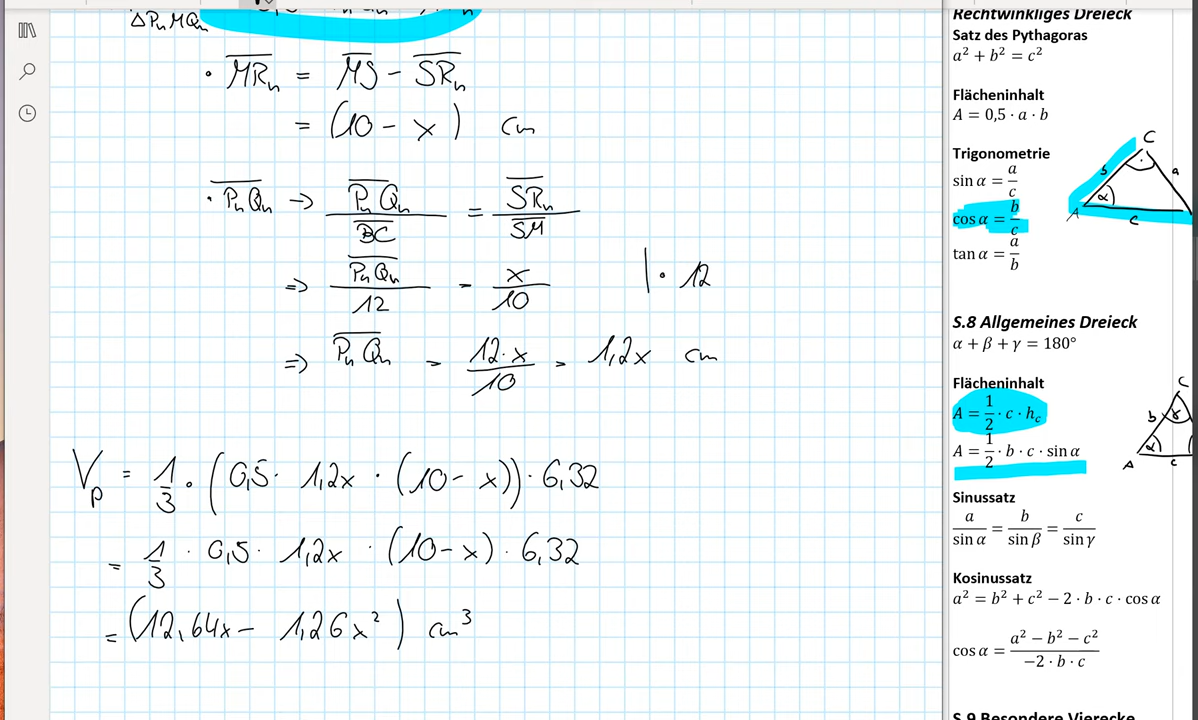 ΔPₙMQₙ
· MRₙ = MS − SRₙ
= (10 − x) cm
· PₙQₙ → PₙQₙ / BC = SRₙ / SM
⇒ PₙQₙ / 12 = x / 10 | · 12
⇒ PₙQₙ = 12·x / 10 = 1,2x cm
Vₚ = 1/3 · (0,5 · 1,2x · (10 − x)) · 6,32
= 1/3 · 0,5 · 1,2x · (10 − x) · 6,32
= (12,64x − 1,26x²) cm³
Rechtwinkliges Dreieck
Satz des Pythagoras
a² + b² = c²
Flächeninhalt
A = 0,5 · a · b
Trigonometrie
sin α = a/c
cos α = b/c
tan α = a/b
C
b
a
α
A
c
S.8 Allgemeines Dreieck
α + β + γ = 180°
Flächeninhalt
A = 1/2 · c · h_c
A = 1/2 · b · c · sin α
C
b
γ
α
A
c
Sinussatz
a / sin α = b / sin β = c / sin γ
Kosinussatz
a² = b² + c² − 2 · b · c · cos α
cos α = (a² − b² − c²) / (−2 · b · c)
S.9 Besondere Vierecke